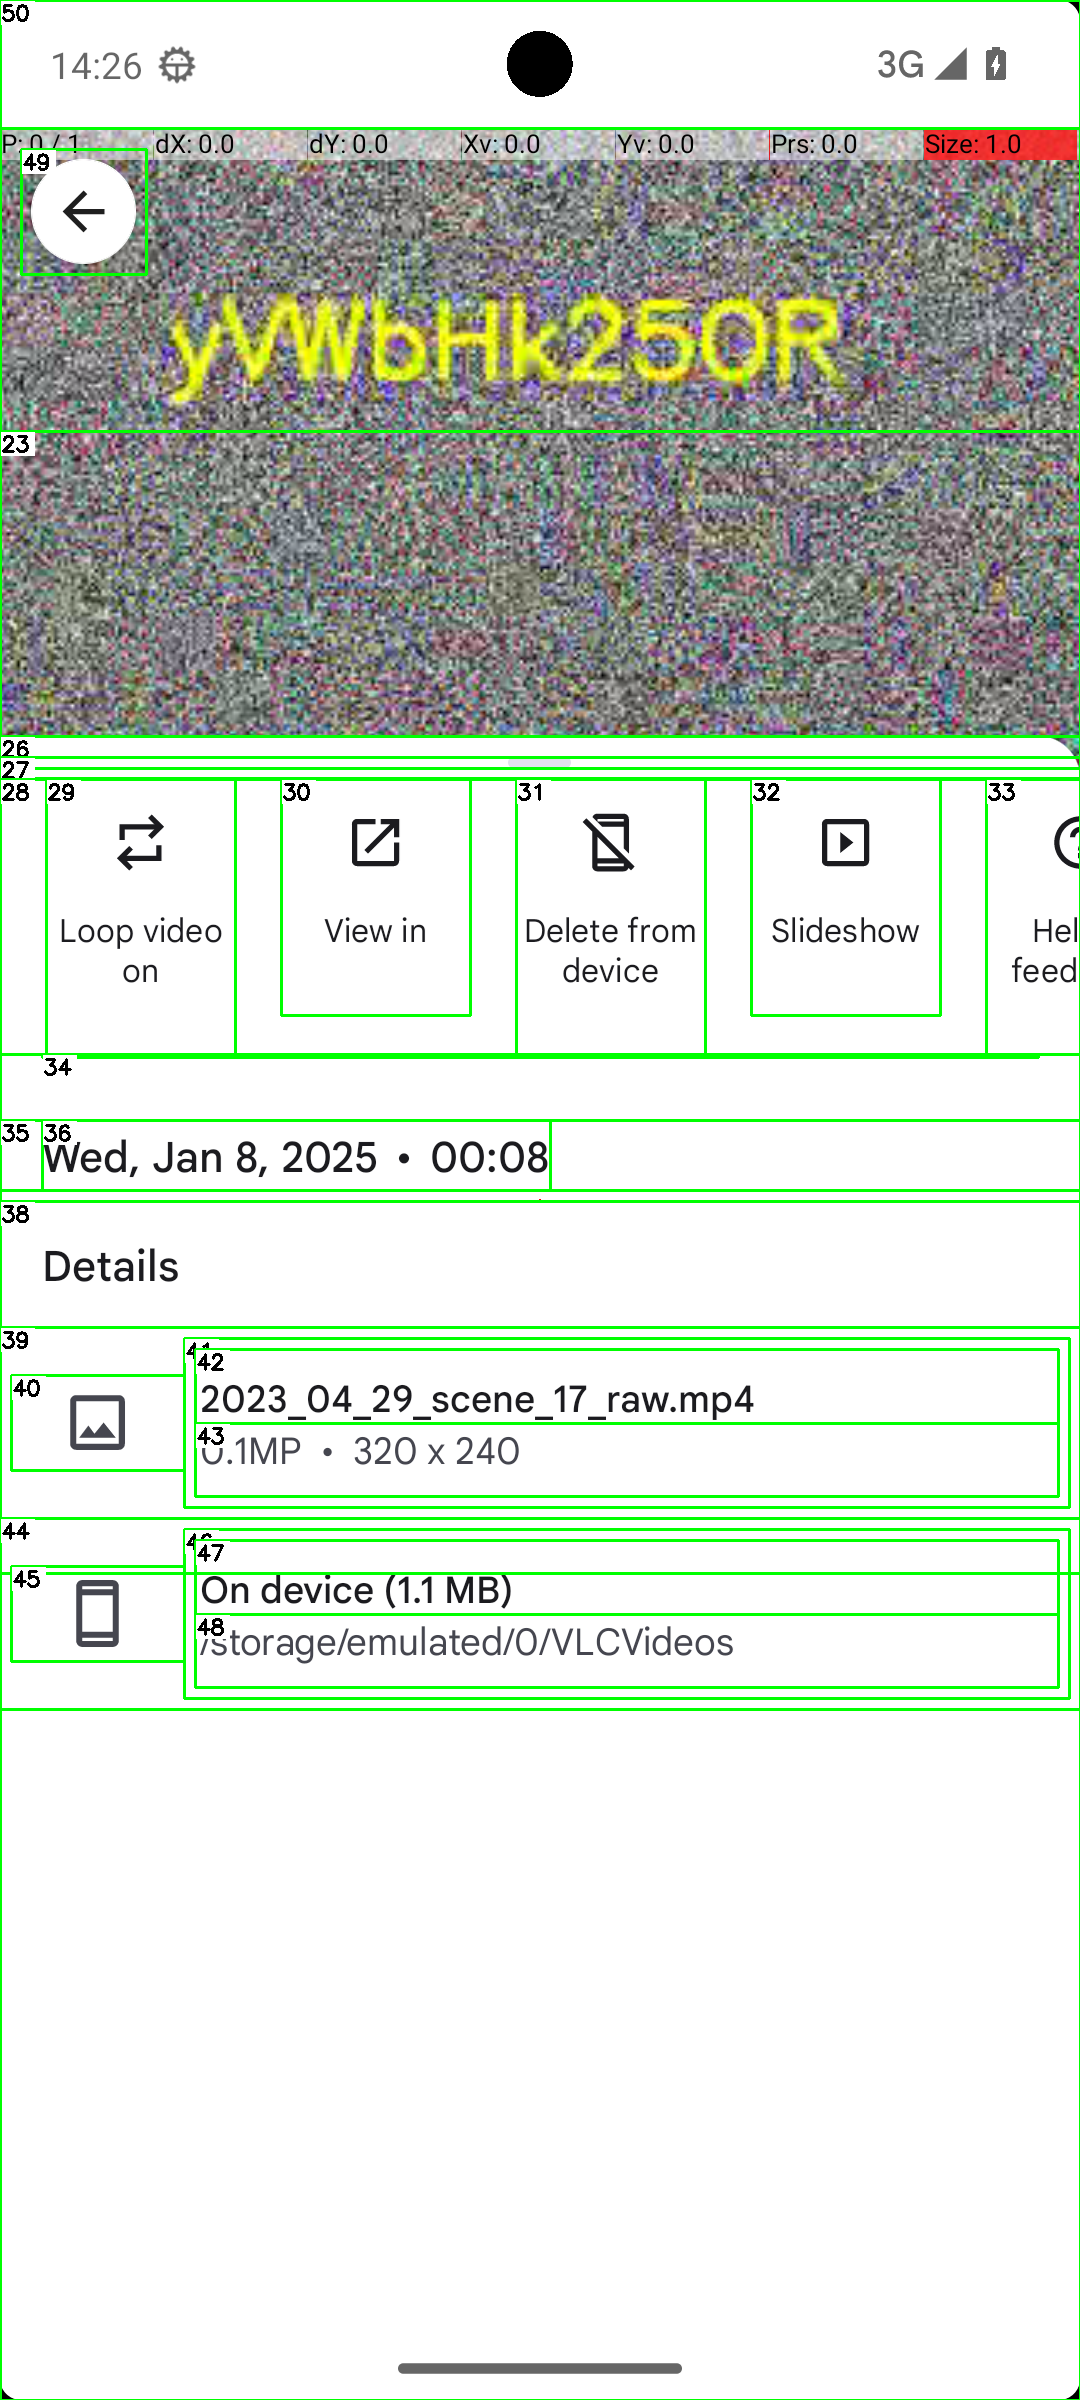 50
14:26
3G
P: 0 / 1
dX: 0.0
dY: 0.0
Xv: 0.0
Yv: 0.0
Prs: 0.0
Size: 1.0
49
yVWbHk25OR
23
26
27
28
29
30
31
32
33
Loop video
on
View in
Delete from
device
Slideshow
Hel
feed
34
35
36
Wed, Jan 8, 2025 • 00:08
38
Details
39
40
42
2023_04_29_scene_17_raw.mp4
43
0.1MP • 320 x 240
44
45
47
On device (1.1 MB)
48
/storage/emulated/0/VLCVideos